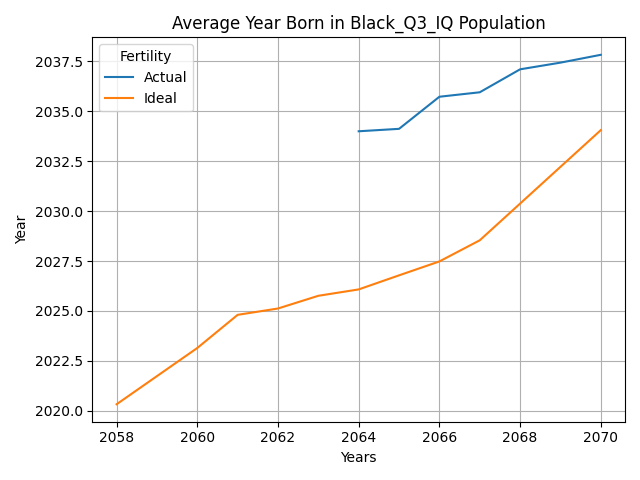 Average Year Born in Black_Q3_IQ Population
Fertility
Actual
Ideal
2037.5
2035.0
2032.5
2030.0
2027.5
2025.0
2022.5
2020.0
Year
2058 2060 2062 2064 2066 2068 2070
Years